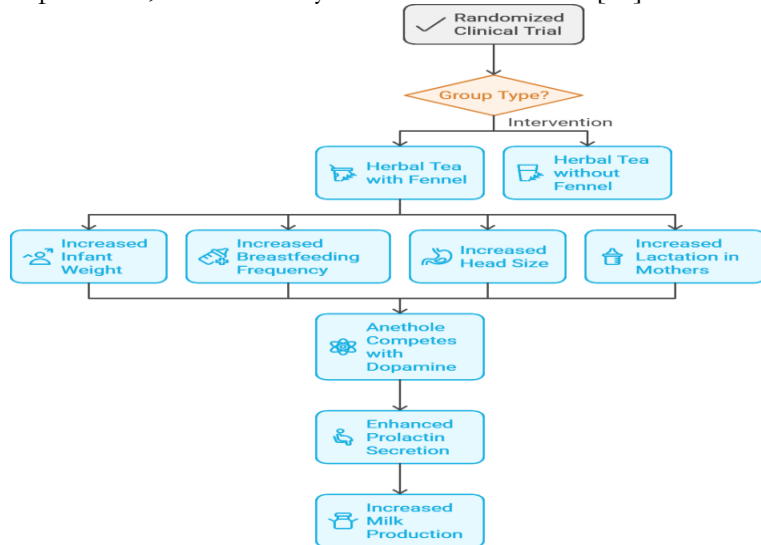 Randomized
Clinical Trial
Group Type?
Intervention
Herbal Tea
with Fennel
Herbal Tea
without
Fennel
Increased
Infant
Weight
Increased
Breastfeeding
Frequency
Increased
Head Size
Increased
Lactation in
Mothers
Anethole
Competes
with
Dopamine
Enhanced
Prolactin
Secretion
Increased
Milk
Production